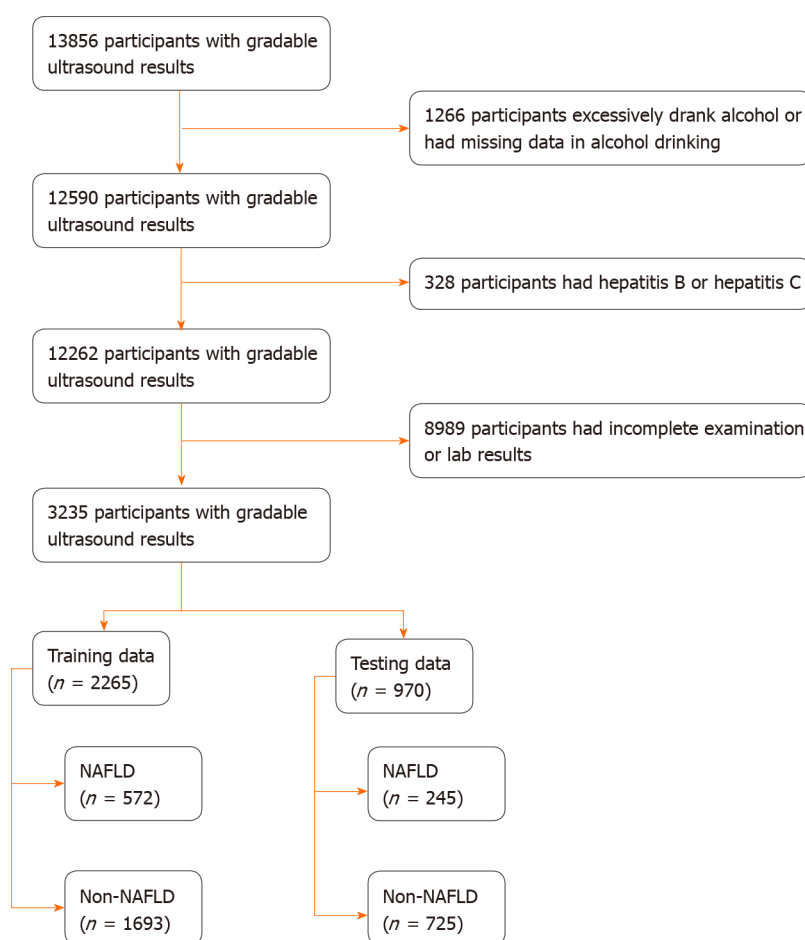 13856 participants with gradable
ultrasound results
1266 participants excessively drank alcohol or
had missing data in alcohol drinking
12590 participants with gradable
ultrasound results
328 participants had hepatitis B or hepatitis C
12262 participants with gradable
ultrasound results
8989 participants had incomplete examination
or lab results
3235 participants with gradable
ultrasound results
Training data
(n = 2265)
Testing data
(n = 970)
NAFLD
(n = 572)
NAFLD
(n = 245)
Non-NAFLD
(n = 1693)
Non-NAFLD
(n = 725)